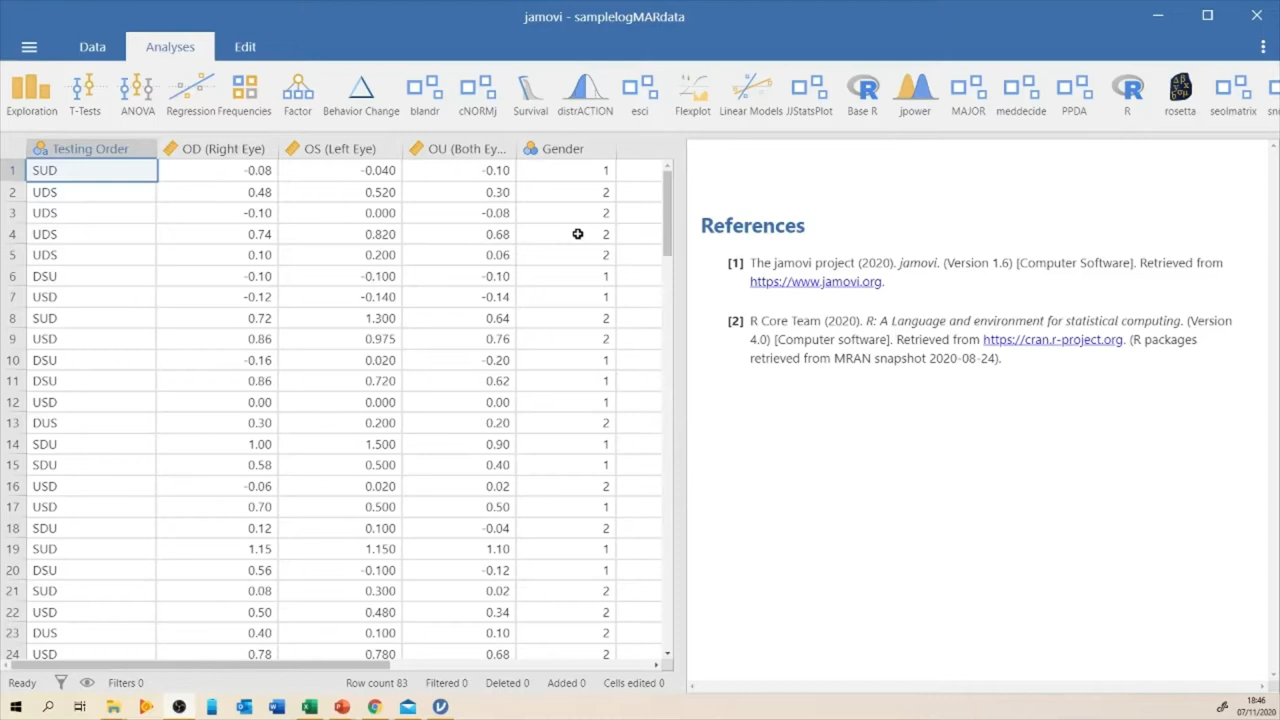 jamovi - samplelogMARdata
Data Analyses Edit
Exploration T-Tests ANOVA Regression Frequencies Factor Behavior Change blandr cNORMj Survival distrACTION esci Flexplot Linear Models JJStatsPlot Base R jpower MAJOR meddecide PPDA R rosetta seolmatrix
Testing Order OD (Right Eye) OS (Left Eye) OU (Both Ey... Gender
1 SUD -0.08 -0.040 -0.10 1
2 UDS 0.48 0.520 0.30 2
3 UDS -0.10 0.000 -0.08 2
4 UDS 0.74 0.820 0.68 2
5 UDS 0.10 0.200 0.06 2
6 DSU -0.10 -0.100 -0.10 1
7 USD -0.12 -0.140 -0.14 1
8 SUD 0.72 1.300 0.64 2
9 USD 0.86 0.975 0.76 2
10 DSU -0.16 0.020 -0.20 1
11 DSU 0.86 0.720 0.62 1
12 USD 0.00 0.000 0.00 1
13 DUS 0.30 0.200 0.20 2
14 SDU 1.00 1.500 0.90 1
15 SDU 0.58 0.500 0.40 1
16 USD -0.06 0.020 0.02 2
17 USD 0.70 0.500 0.50 1
18 SDU 0.12 0.100 -0.04 2
19 SUD 1.15 1.150 1.10 1
20 DSU 0.56 -0.100 -0.12 1
21 SUD 0.08 0.300 0.02 2
22 USD 0.50 0.480 0.34 2
23 DUS 0.40 0.100 0.10 2
24 USD 0.78 0.780 0.68 2
Ready Filters 0 Row count 83 Filtered 0 Deleted 0 Added 0 Cells edited 0
References
[1] The jamovi project (2020). jamovi. (Version 1.6) [Computer Software]. Retrieved from
https://www.jamovi.org.
[2] R Core Team (2020). R: A Language and environment for statistical computing. (Version
4.0) [Computer software]. Retrieved from https://cran.r-project.org. (R packages
retrieved from MRAN snapshot 2020-08-24).
18:46
07/11/2020